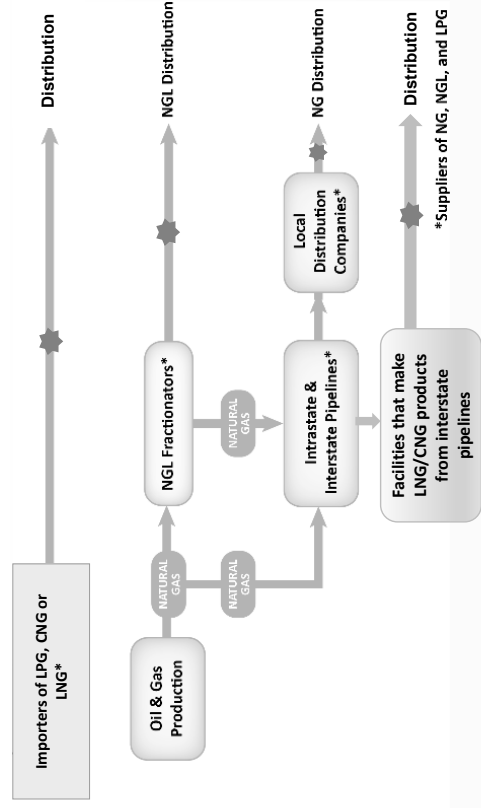 Importers of LPG, CNG or
LNG*
Distribution
Oil & Gas
Production
NATURAL
GAS
NGL Fractionators*
NGL Distribution
NATURAL
GAS
NATURAL
GAS
Intrastate &
Interstate Pipelines*
Local
Distribution
Companies*
NG Distribution
Facilities that make
LNG/CNG products
from interstate
pipelines
Distribution
*Suppliers of NG, NGL, and LPG